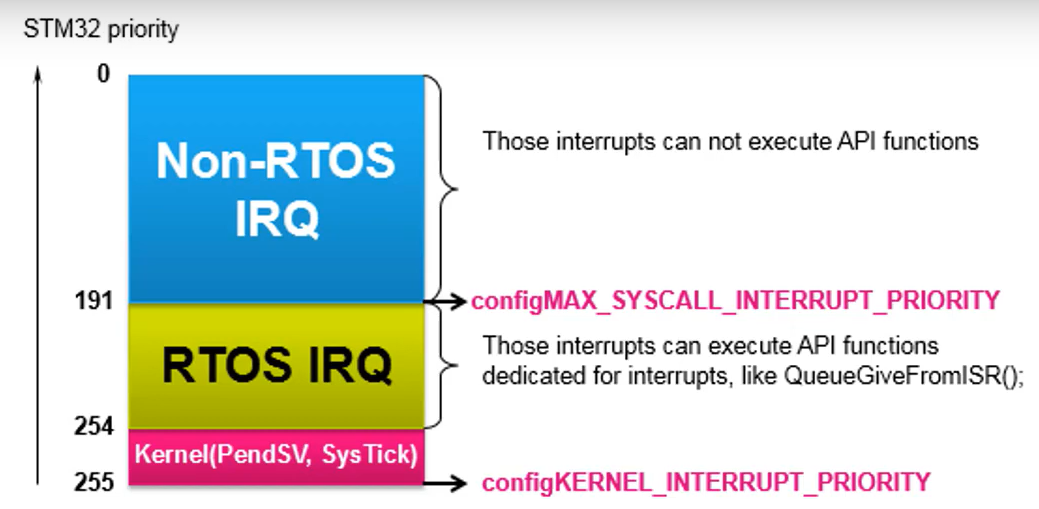 STM32 priority
0
Non-RTOS
IRQ
Those interrupts can not execute API functions
191
configMAX_SYSCALL_INTERRUPT_PRIORITY
RTOS IRQ
Those interrupts can execute API functions
dedicated for interrupts, like QueueGiveFromISR();
254
Kernel(PendSV, SysTick)
255
configKERNEL_INTERRUPT_PRIORITY